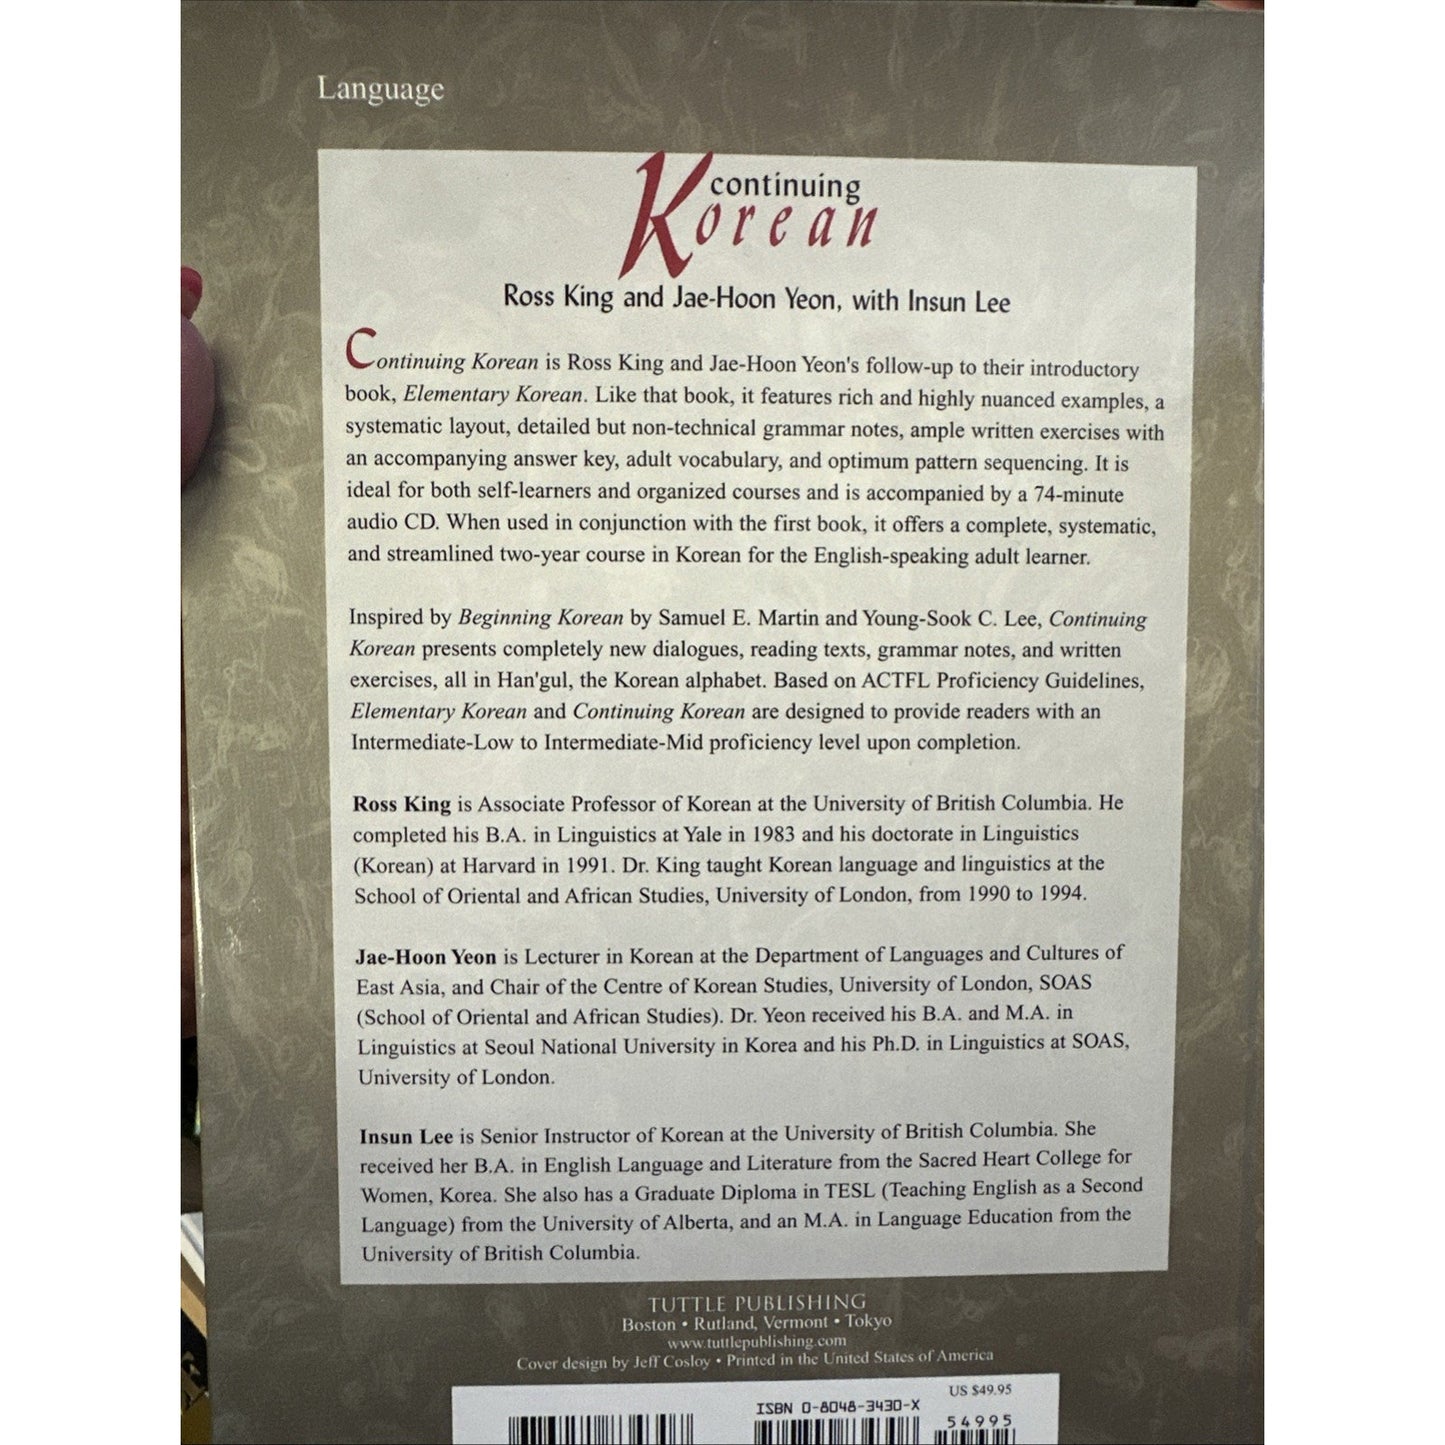 Language
continuing
Korean
Ross King and Jae-Hoon Yeon, with Insun Lee
Continuing Korean is Ross King and Jae-Hoon Yeon's follow-up to their introductory
book, Elementary Korean. Like that book, it features rich and highly nuanced examples, a
systematic layout, detailed but non-technical grammar notes, ample written exercises with
an accompanying answer key, adult vocabulary, and optimum pattern sequencing. It is
ideal for both self-learners and organized courses and is accompanied by a 74-minute
audio CD. When used in conjunction with the first book, it offers a complete, systematic,
and streamlined two-year course in Korean for the English-speaking adult learner.
Inspired by Beginning Korean by Samuel E. Martin and Young-Sook C. Lee, Continuing
Korean presents completely new dialogues, reading texts, grammar notes, and written
exercises, all in Han'gul, the Korean alphabet. Based on ACTFL Proficiency Guidelines,
Elementary Korean and Continuing Korean are designed to provide readers with an
Intermediate-Low to Intermediate-Mid proficiency level upon completion.
Ross King is Associate Professor of Korean at the University of British Columbia. He
completed his B.A. in Linguistics at Yale in 1983 and his doctorate in Linguistics
(Korean) at Harvard in 1991. Dr. King taught Korean language and linguistics at the
School of Oriental and African Studies, University of London, from 1990 to 1994.
Jae-Hoon Yeon is Lecturer in Korean at the Department of Languages and Cultures of
East Asia, and Chair of the Centre of Korean Studies, University of London, SOAS
(School of Oriental and African Studies). Dr. Yeon received his B.A. and M.A. in
Linguistics at Seoul National University in Korea and his Ph.D. in Linguistics at SOAS,
University of London.
Insun Lee is Senior Instructor of Korean at the University of British Columbia. She
received her B.A. in English Language and Literature from the Sacred Heart College for
Women, Korea. She also has a Graduate Diploma in TESL (Teaching English as a Second
Language) from the University of Alberta, and an M.A. in Language Education from the
University of British Columbia.
TUTTLE PUBLISHING
Boston • Rutland, Vermont • Tokyo
www.tuttlepublishing.com
Cover design by Jeff Cosloy • Printed in the United States of America
US $49.95
ISBN 0-8048-3430-X
54995